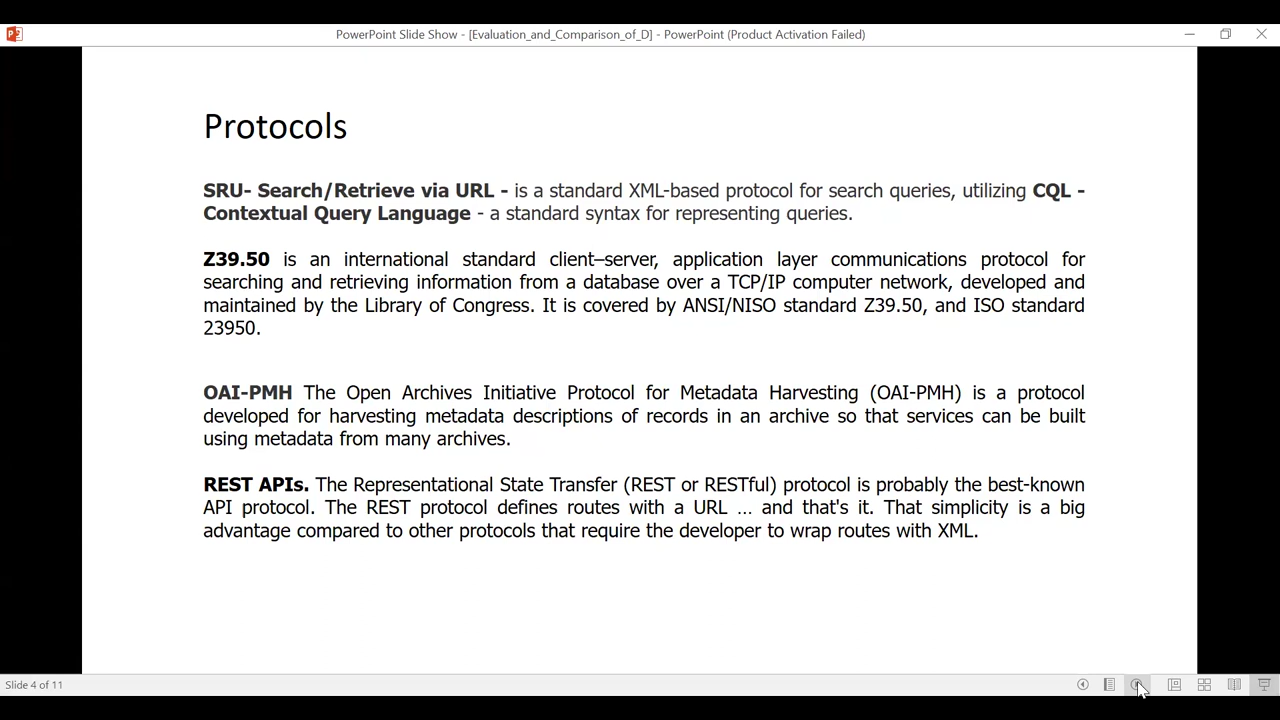 PowerPoint Slide Show - [Evaluation_and_Comparison_of_D] - PowerPoint (Product Activation Failed)
Protocols
SRU- Search/Retrieve via URL - is a standard XML-based protocol for search queries, utilizing CQL -
Contextual Query Language - a standard syntax for representing queries.
Z39.50 is an international standard client–server, application layer communications protocol for
searching and retrieving information from a database over a TCP/IP computer network, developed and
maintained by the Library of Congress. It is covered by ANSI/NISO standard Z39.50, and ISO standard
23950.
OAI-PMH The Open Archives Initiative Protocol for Metadata Harvesting (OAI-PMH) is a protocol
developed for harvesting metadata descriptions of records in an archive so that services can be built
using metadata from many archives.
REST APIs. The Representational State Transfer (REST or RESTful) protocol is probably the best-known
API protocol. The REST protocol defines routes with a URL … and that's it. That simplicity is a big
advantage compared to other protocols that require the developer to wrap routes with XML.
Slide 4 of 11